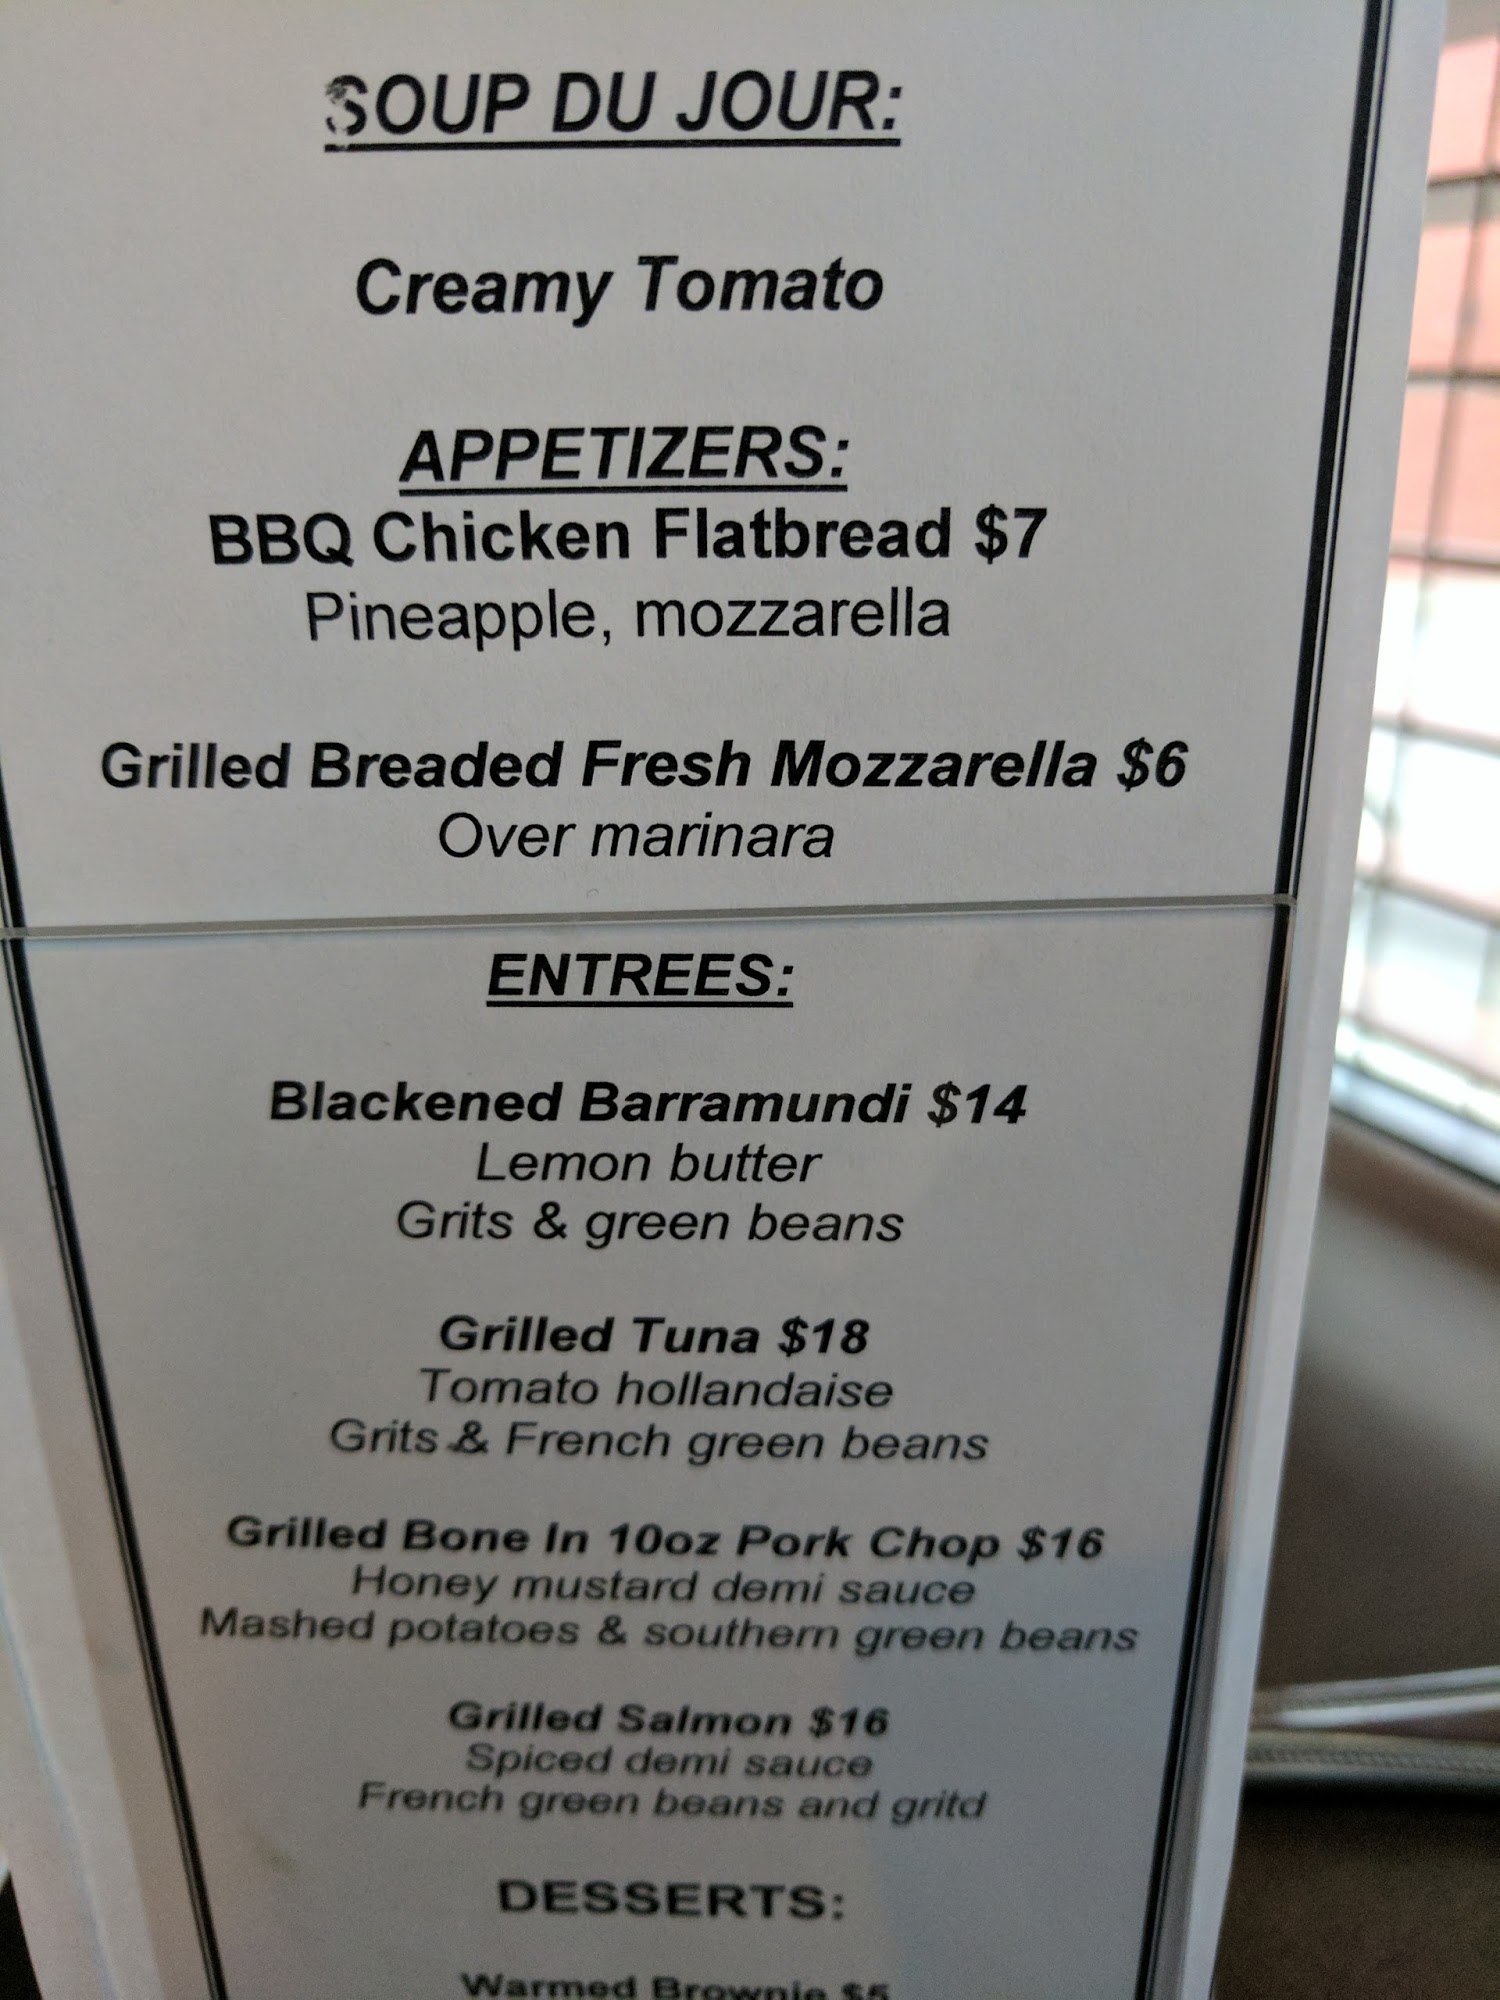 SOUP DU JOUR:
Creamy Tomato
APPETIZERS:
BBQ Chicken Flatbread $7
Pineapple, mozzarella
Grilled Breaded Fresh Mozzarella $6
Over marinara
ENTREES:
Blackened Barramundi $14
Lemon butter
Grits & green beans
Grilled Tuna $18
Tomato hollandaise
Grits & French green beans
Grilled Bone In 10oz Pork Chop $16
Honey mustard demi sauce
Mashed potatoes & southern green beans
Grilled Salmon $16
Spiced demi sauce
French green beans and gritd
DESSERTS:
Warmed Brownie $5